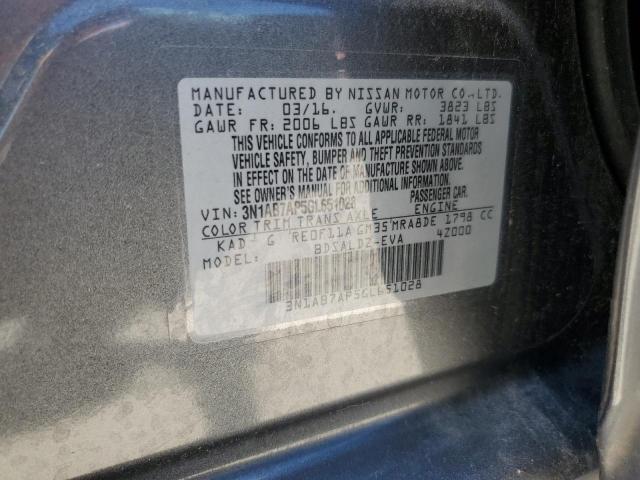 MANUFACTURED BY NISSAN MOTOR CO.,LTD.
DATE: 03/16. GVWR: 3823 LBS
GAWR FR: 2006 LBS GAWR RR: 1841 LBS
THIS VEHICLE CONFORMS TO ALL APPLICABLE FEDERAL MOTOR
VEHICLE SAFETY, BUMPER AND THEFT PREVENTION STANDARDS
IN EFFECT ON THE DATE OF MANUFACTURE SHOWN ABOVE.
SEE OWNER'S MANUAL FOR ADDITIONAL INFORMATION
VIN: 3N1AB7AP5GL651028 PASSENGER CAR.
COLOR TRIM TRANS AXLE ENGINE
KAD G RE0F11A GM35 MRA8DE 1798 CC
MODEL: BDSALDZ-EVA 4Z000
3N1AB7AP5GL651028